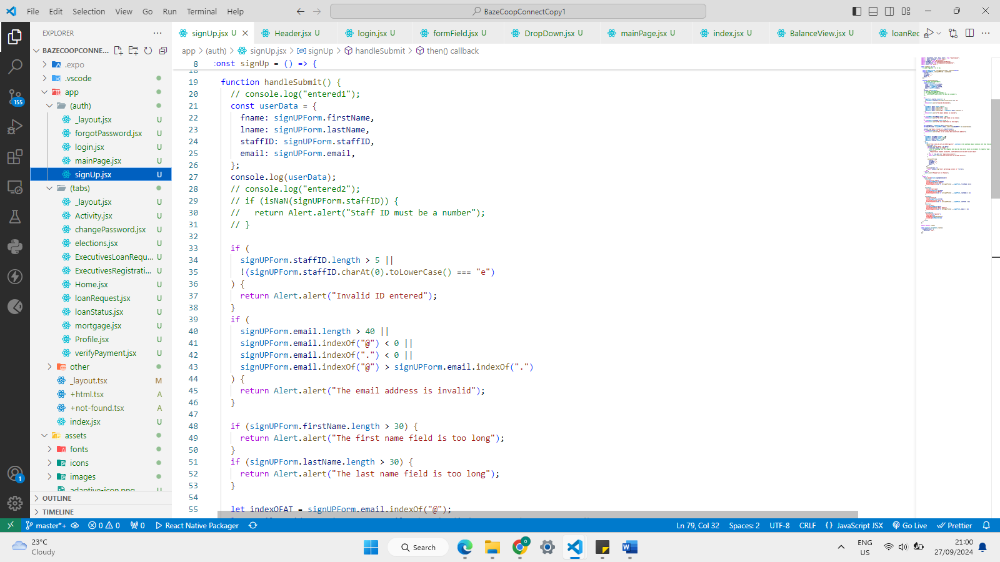 File Edit Selection View Go Run Terminal Help
BazeCoopConnectCopy1
EXPLORER
signUp.jsx U
Header.jsx U
login.jsx U
formField.jsx U
DropDown.jsx U
mainPage.jsx U
index.jsx U
BalanceView.jsx U
loanRec
BAZECOOPCONNE...
app > (auth) > signUp.jsx > signUp > handleSubmit > then() callback
.expo
.vscode
app
(auth)
_layout.jsx U
forgotPassword.jsx U
login.jsx U
mainPage.jsx U
signUp.jsx U
(tabs)
_layout.jsx U
Activity.jsx U
changePassword.jsx U
elections.jsx U
ExecutivesLoanRequ... U
ExecutivesRegistrati... U
Home.jsx U
loanRequest.jsx U
loanStatus.jsx U
mortgage.jsx U
Profile.jsx U
verifyPayment.jsx U
other
_layout.tsx M
+html.tsx A
+not-found.tsx A
index.jsx U
assets
fonts
icons
images
adaptive-icon.png U
OUTLINE
TIMELINE
155
1
8 const signUp = () => {
18
19 function handleSubmit() {
20 // console.log("entered1");
21 const userData = {
22 fname: signUPForm.firstName,
23 lname: signUPForm.lastName,
24 staffID: signUPForm.staffID,
25 email: signUPForm.email,
26 };
27 console.log(userData);
28 // console.log("entered2");
29 // if (isNaN(signUPForm.staffID)) {
30 //   return Alert.alert("Staff ID must be a number");
31 // }
32
33 if (
34 signUPForm.staffID.length > 5 ||
35 !(signUPForm.staffID.charAt(0).toLowerCase() === "e")
36 ) {
37 return Alert.alert("Invalid ID entered");
38 }
39 if (
40 signUPForm.email.length > 40 ||
41 signUPForm.email.indexOf("@") < 0 ||
42 signUPForm.email.indexOf(".") < 0 ||
43 signUPForm.email.indexOf("@") > signUPForm.email.indexOf(".")
44 ) {
45 return Alert.alert("The email address is invalid");
46 }
47
48 if (signUPForm.firstName.length > 30) {
49 return Alert.alert("The first name field is too long");
50 }
51 if (signUPForm.lastName.length > 30) {
52 return Alert.alert("The last name field is too long");
53 }
54
55 let indexOFAT = signUPForm.email.indexOf("@");
master*+ 0 0 0 React Native Packager
Ln 79, Col 32 Spaces: 2 UTF-8 CRLF {} JavaScript JSX Go Live Prettier
23°C
Cloudy
Search
ENG
US
21:00
27/09/2024